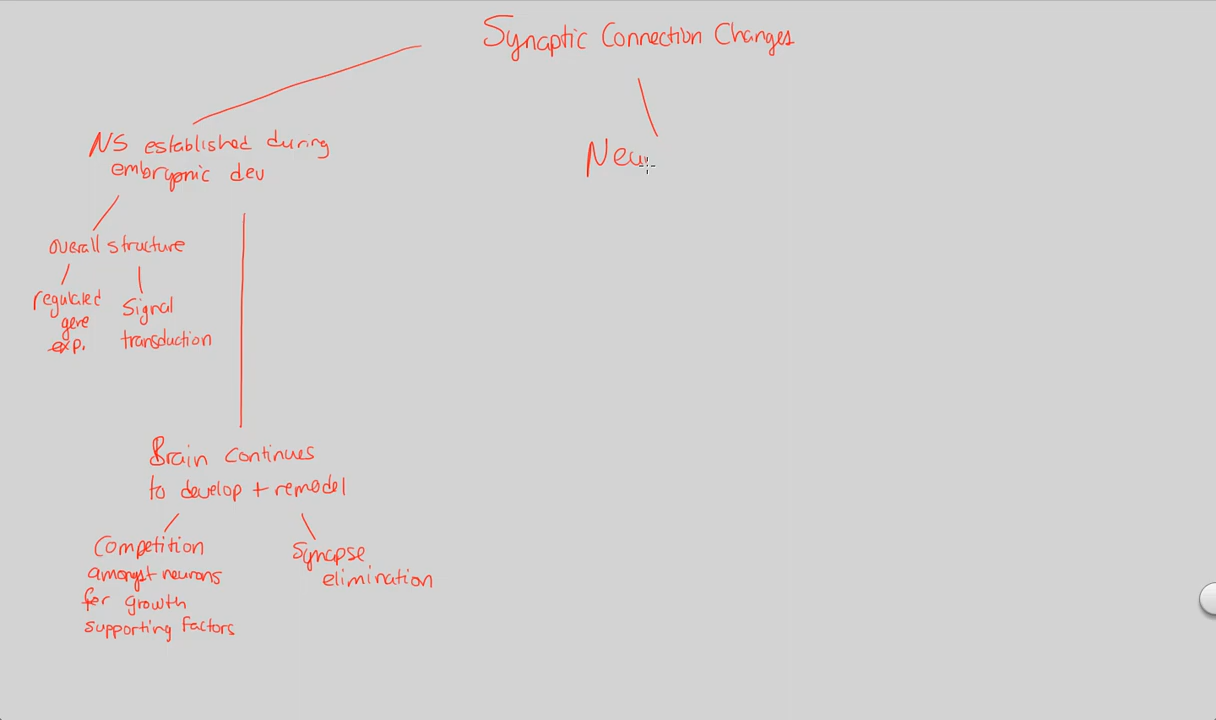 Synaptic Connection Changes
NS established during
embryonic dev
overall structure
regulated
gene
exp.
Signal
transduction
Neu
Brain continues
to develop + remodel
Competition
amongst neurons
for growth
supporting factors
Synapse
elimination